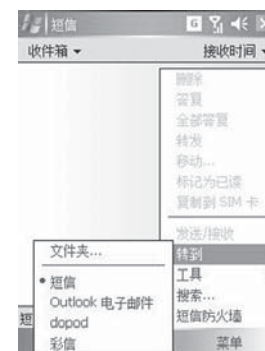 短信
收件箱
接收时间
删除
答复
全部答复
转发
移动...
标记为已读
复制到 SIM 卡
发送/接收
转到
工具
搜索...
短信防火墙
文件夹...
短信
Outlook 电子邮件
dopod
彩信
短
菜单